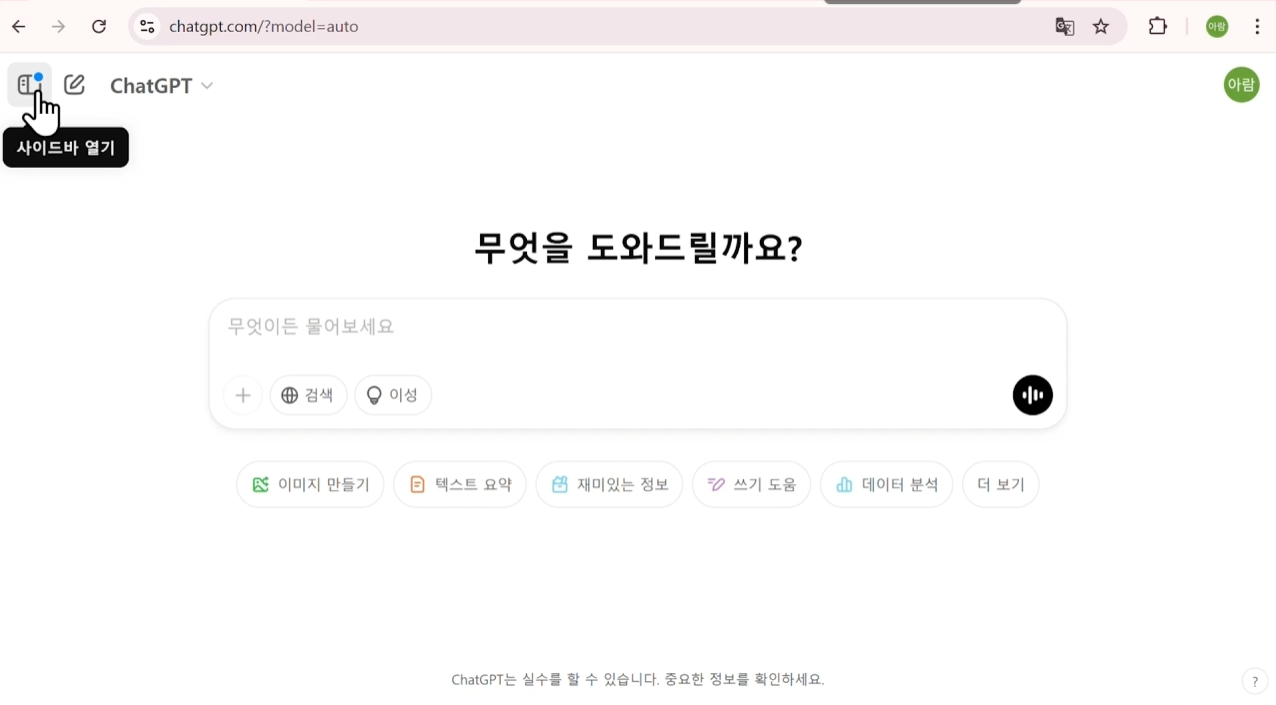 chatgpt.com/?model=auto
아람
ChatGPT
아람
사이드바 열기
무엇을 도와드릴까요?
무엇이든 물어보세요
검색
이성
이미지 만들기
텍스트 요약
재미있는 정보
쓰기 도움
데이터 분석
더 보기
ChatGPT는 실수를 할 수 있습니다. 중요한 정보를 확인하세요.
?